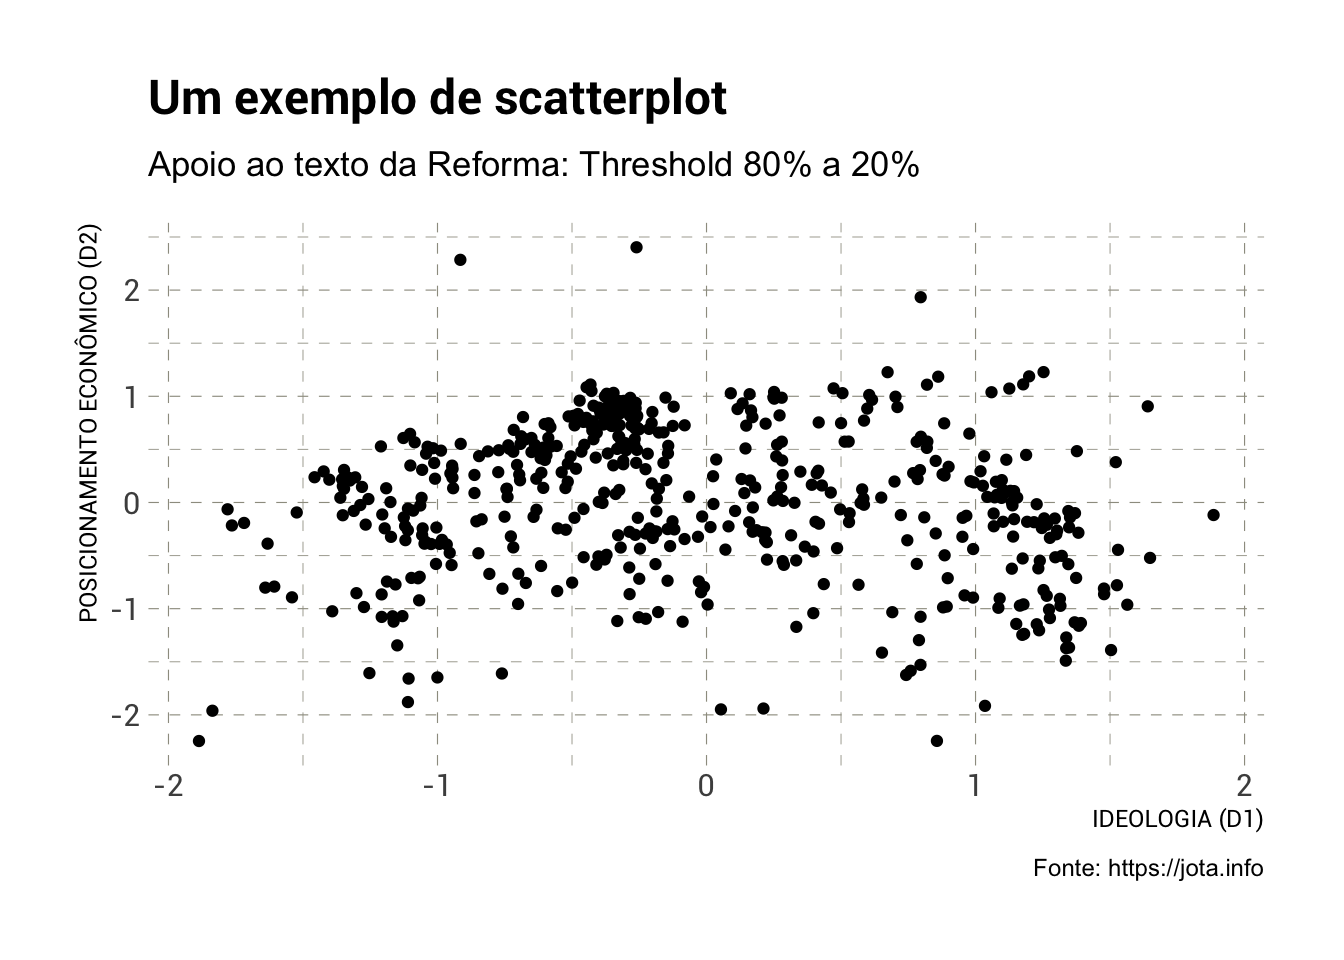 Um exemplo de scatterplot
Apoio ao texto da Reforma: Threshold 80% a 20%
POSICIONAMENTO ECONÔMICO (D2)
2
1
0
-1
-2
-2 -1 0 1 2
IDEOLOGIA (D1)
Fonte: https://jota.info